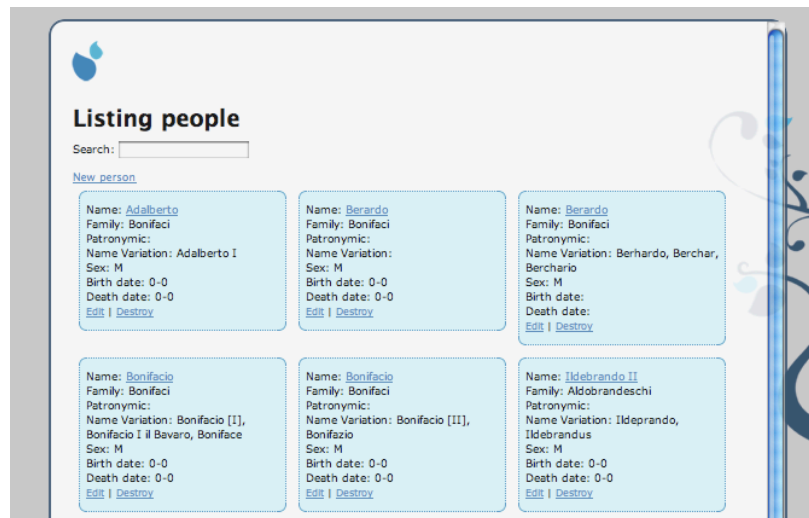 Listing people
Search:
New person
Name: Adalberto
Family: Bonifaci
Patronymic:
Name Variation: Adalberto I
Sex: M
Birth date: 0-0
Death date: 0-0
Edit | Destroy
Name: Berardo
Family: Bonifaci
Patronymic:
Name Variation:
Sex: M
Birth date: 0-0
Death date: 0-0
Edit | Destroy
Name: Berardo
Family: Bonifaci
Patronymic:
Name Variation: Berhardo, Berchar,
Berchario
Sex: M
Birth date:
Death date:
Edit | Destroy
Name: Bonifacio
Family: Bonifaci
Patronymic:
Name Variation: Bonifacio [I],
Bonifacio I il Bavaro, Boniface
Sex: M
Birth date: 0-0
Death date: 0-0
Edit | Destroy
Name: Bonifacio
Family: Bonifaci
Patronymic:
Name Variation: Bonifacio [II],
Bonifazio
Sex: M
Birth date: 0-0
Death date: 0-0
Edit | Destroy
Name: Ildebrando II
Family: Aldobrandeschi
Patronymic:
Name Variation: Ildeprando,
Ildebrandus
Sex: M
Birth date: 0-0
Death date: 0-0
Edit | Destroy